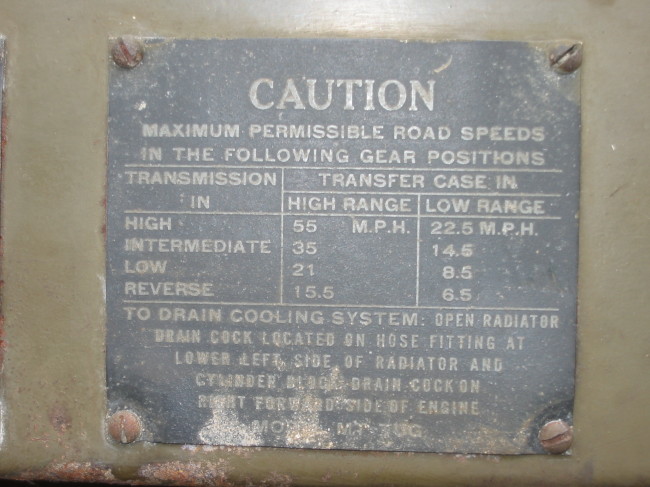 CAUTION
MAXIMUM PERMISSIBLE ROAD SPEEDS
IN THE FOLLOWING GEAR POSITIONS
TRANSMISSION IN TRANSFER CASE IN
HIGH RANGE LOW RANGE
HIGH 55 M.P.H. 22.5 M.P.H.
INTERMEDIATE 35 14.5
LOW 21 8.5
REVERSE 15.5 6.5
TO DRAIN COOLING SYSTEM: OPEN RADIATOR
DRAIN COCK LOCATED ON HOSE FITTING AT
LOWER LEFT SIDE OF RADIATOR AND
CYLINDER BLOCK DRAIN COCK ON
RIGHT FORWARD SIDE OF ENGINE
TUG